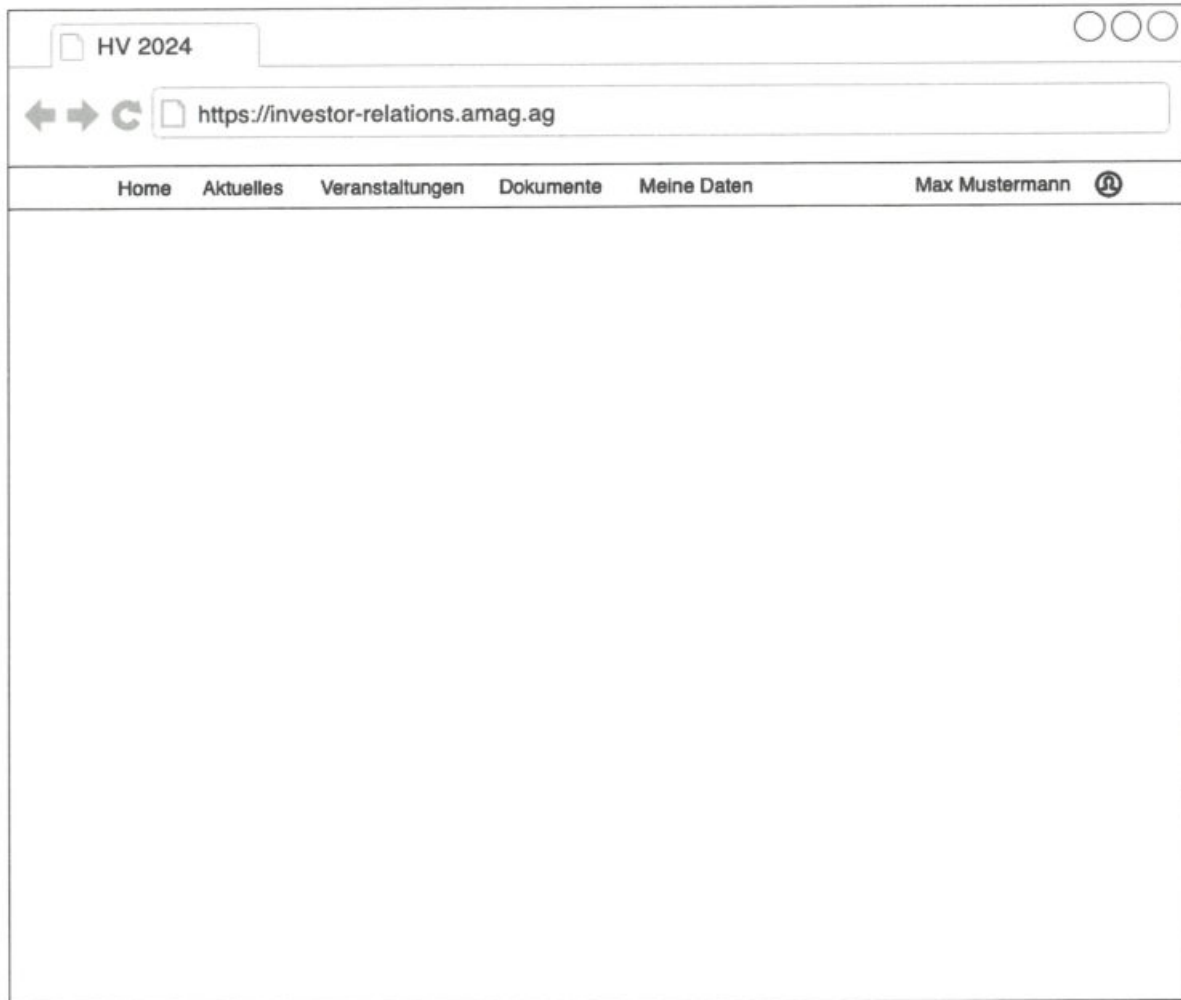 HV 2024
https://investor-relations.amag.ag
Home Aktuelles Veranstaltungen Dokumente Meine Daten Max Mustermann